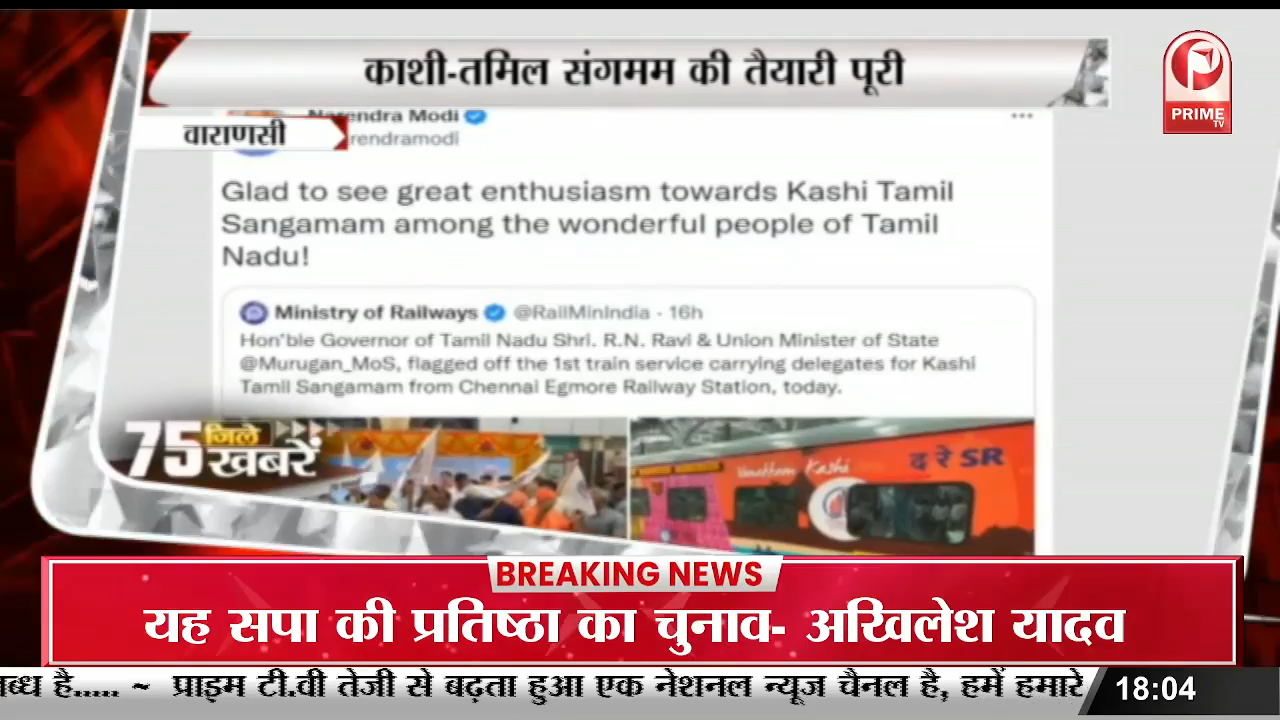 काशी-तमिल संगमम की तैयारी पूरी
PRIME
TV
Narendra Modi
वाराणसी
rendramodi
Glad to see great enthusiasm towards Kashi Tamil
Sangamam among the wonderful people of Tamil
Nadu!
Ministry of Railways @RailMinIndia · 16h
Hon'ble Governor of Tamil Nadu Shri. R.N. Ravi & Union Minister of State
@Murugan_MoS, flagged off the 1st train service carrying delegates for Kashi
Tamil Sangamam from Chennai Egmore Railway Station, today.
75 जिले
खबरें
Vanakkam Kashi
द रे SR
BREAKING NEWS
यह सपा की प्रतिष्ठा का चुनाव- अखिलेश यादव
ब्ध है..... ~ प्राइम टी.वी तेजी से बढ़ता हुआ एक नेशनल न्यूज चैनल है, हमें हमारे
18:04